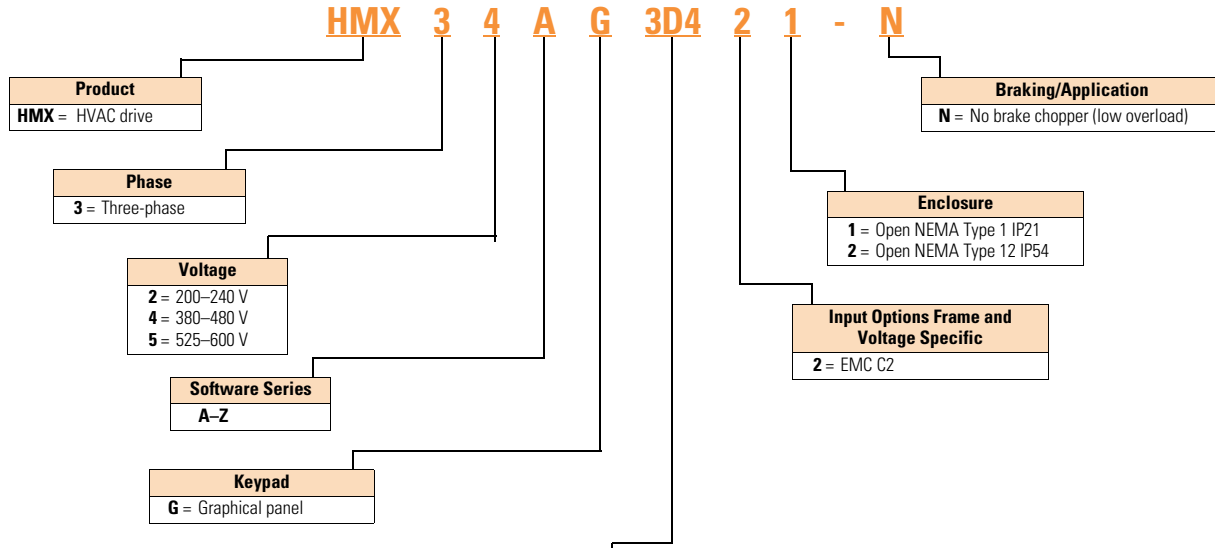 HMX 3 4 A G 3D4 2 1 - N
Product
HMX = HVAC drive
Braking/Application
N = No brake chopper (low overload)
Phase
3 = Three-phase
Enclosure
1 = Open NEMA Type 1 IP21
2 = Open NEMA Type 12 IP54
Voltage
2 = 200–240 V
4 = 380–480 V
5 = 525–600 V
Input Options Frame and
Voltage Specific
2 = EMC C2
Software Series
A–Z
Keypad
G = Graphical panel